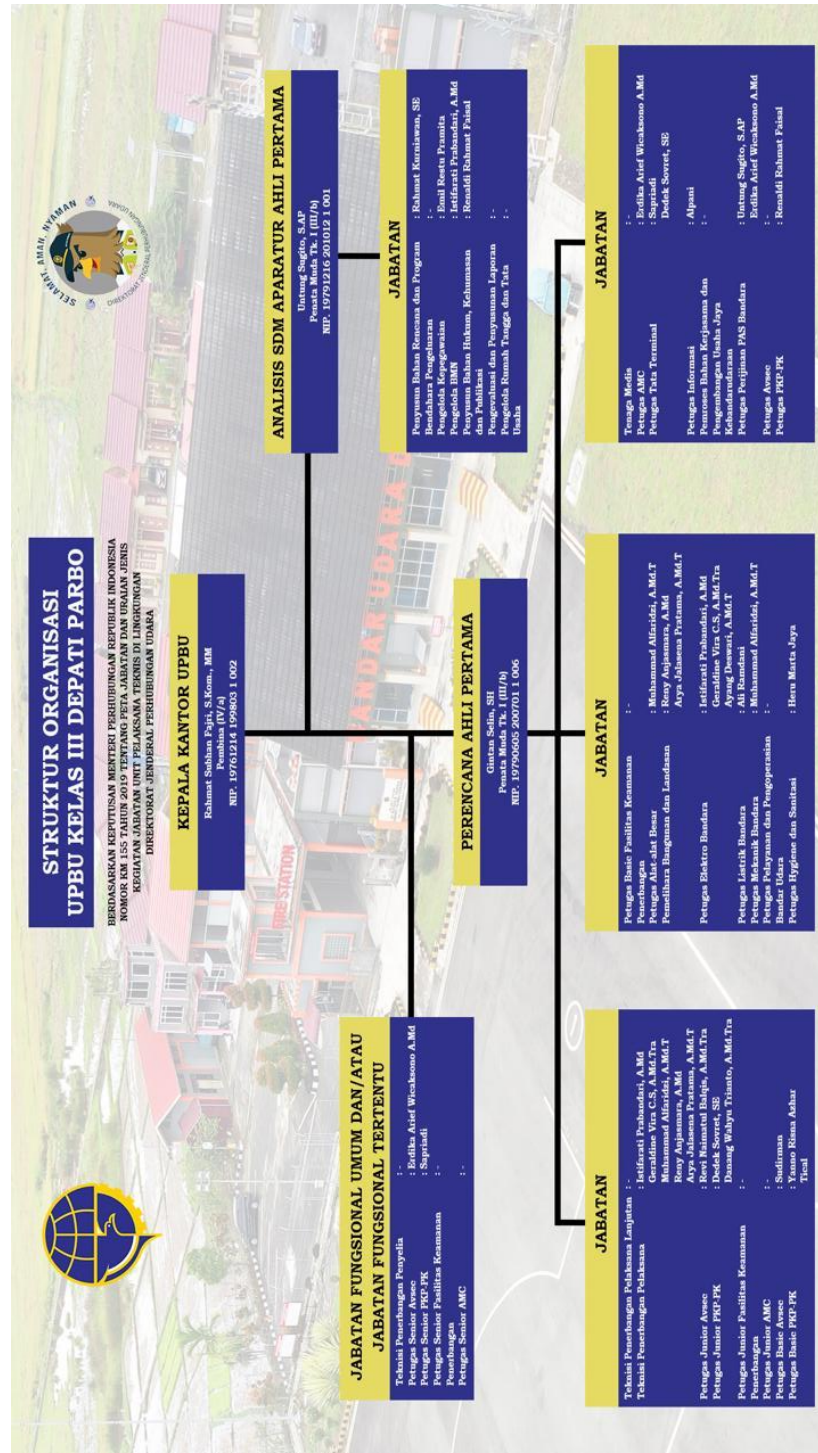 STRUKTUR ORGANISASI
UPBU KELAS III DEPATI PARBO
BERDASARKAN KEPUTUSAN MENTERI PERHUBUNGAN REPUBLIK INDONESIA
NOMOR KM 155 TAHUN 2019 TENTANG PETA JABATAN DAN URAIAN JENIS
KEGIATAN JABATAN UNIT PELAKSANA TEKNIS DI LINGKUNGAN
DIREKTORAT JENDERAL PERHUBUNGAN UDARA
SELAMAT, AMAN, NYAMAN
KEPALA KANTOR UPBU
Rahmat Subhan Fajri, S.Kom., MM
Pembina (IV/a)
NIP. 19761214 199803 1 002
ANALISIS SDM APARATUR AHLI PERTAMA
Untung Sugito, S.AP
Penata Muda Tk. I (III/b)
NIP. 19791216 201012 1 001
JABATAN
Penyusun Bahan Rencana dan Program : Rahmat Kurniawan, SE
Bendahara Pengeluaran : -
Pengelola Kepegawaian : Emil Restu Pramita
Pengelola BMN : Istifarati Prabandari, A.Md
Penyusun Bahan Hukum, Kehumasan : Renaldi Rahmat Faisal
dan Publikasi
Pengevaluasi dan Penyusunan Laporan : -
Pengelola Rumah Tangga dan Tata : -
Usaha
JABATAN FUNGSIONAL UMUM DAN/ATAU
JABATAN FUNGSIONAL TERTENTU
Teknisi Penerbangan Penyelia : -
Petugas Senior Avsec : Erdika Arief Wicaksono A.Md
Petugas Senior PKP-PK : Sapriadi
Petugas Senior Fasilitas Keamanan : -
Penerbangan
Petugas Senior AMC : -
PERENCANA AHLI PERTAMA
Gintan Selin, SH
Penata Muda Tk. I (III/b)
NIP. 19790605 200701 1 006
JABATAN
Teknisi Penerbangan Pelaksana Lanjutan : -
Teknisi Penerbangan Pelaksana : Istifarati Prabandari, A.Md
Geraldine Vira C.S, A.Md.Tra
Muhammad Alfaridzi, A.Md.T
Reny Anjasmara, A.Md
Arya Jalasena Pratama, A.Md.T
Petugas Junior Avsec : Revi Naimatul Balqis, A.Md.Tra
Petugas Junior PKP-PK : Dedek Sovret, SE
Danang Wahyu Trianto, A.Md.Tra
Petugas Junior Fasilitas Keamanan : -
Penerbangan
Petugas Junior AMC : -
Petugas Basic Avsec : Sudirman
Petugas Basic PKP-PK : Yanno Risna Azhar
Tical
JABATAN
Petugas Basic Fasilitas Keamanan : -
Penerbangan
Petugas Alat-alat Besar : Muhammad Alfaridzi, A.Md.T
Pemelihara Bangunan dan Landasan : Reny Anjasmara, A.Md
Arya Jalasena Pratama, A.Md.T
Petugas Elektro Bandara : Istifarati Prabandari, A.Md
Geraldine Vira C.S, A.Md.Tra
Ayang Deswari, A.Md.T
Petugas Listrik Bandara : Ali Ramdani
Petugas Mekanik Bandara : Muhammad Alfaridzi, A.Md.T
Petugas Pelayanan dan Pengoperasian : -
Bandar Udara
Petugas Hygiene dan Sanitasi : Heru Marta Jaya
JABATAN
Tenaga Medis : -
Petugas AMC : Erdika Arief Wicaksono A.Md
Petugas Tata Terminal : Sapriadi
Dedek Sovret, SE
Petugas Informasi : Alpani
Pemroses Bahan Kerjasama dan : -
Pengembangan Usaha Jaya
Kebandarudaraan
Petugas Perijinan PAS Bandara : Untung Sugito, S.AP
Erdika Arief Wicaksono A.Md
Petugas Avsec : -
Petugas PKP-PK : Renaldi Rahmat Faisal
FIRE STATION
BANDAR UDARA